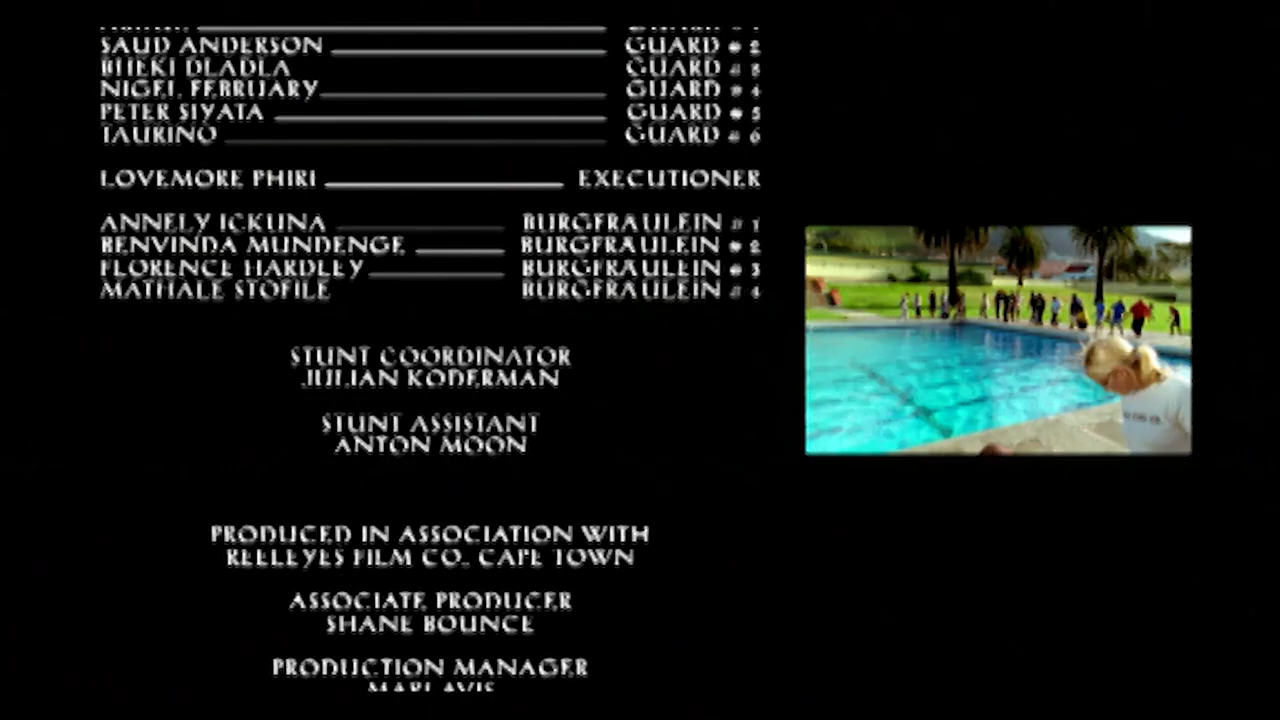 SAUD ANDERSON GUARD # 2
BHEKI DLADLA GUARD # 3
NIGEL FEBRUARY GUARD # 4
PETER SIYATA GUARD # 5
TAURINO GUARD # 6
LOVEMORE PHIRI EXECUTIONER
ANNELY ICKUNA BURGFRAULEIN # 1
BENVINDA MUNDENGE BURGFRAULEIN # 2
FLORENCE HARDLEY BURGFRAULEIN # 3
MATHALE STOFILE BURGFRAULEIN # 4
STUNT COORDINATOR
JULIAN KODERMAN
STUNT ASSISTANT
ANTON MOON
PRODUCED IN ASSOCIATION WITH
REELEYES FILM CO. CAPE TOWN
ASSOCIATE PRODUCER
SHANE BOUNCE
PRODUCTION MANAGER